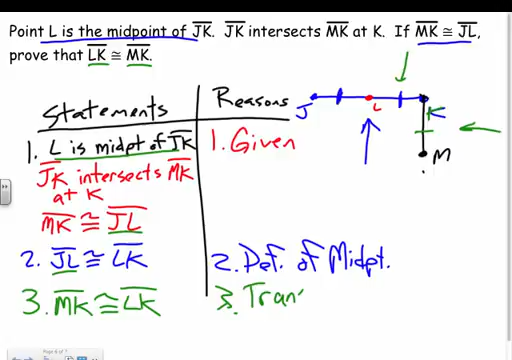 Point L is the midpoint of JK. JK intersects MK at K. If MK ≅ JL,
prove that LK ≅ MK.
Statements Reasons
J L K
M
1. L is midpt of JK 1. Given
JK intersects MK
at K
MK ≅ JL
2. JL ≅ LK 2. Def. of Midpt.
3. MK ≅ LK 3. Tran